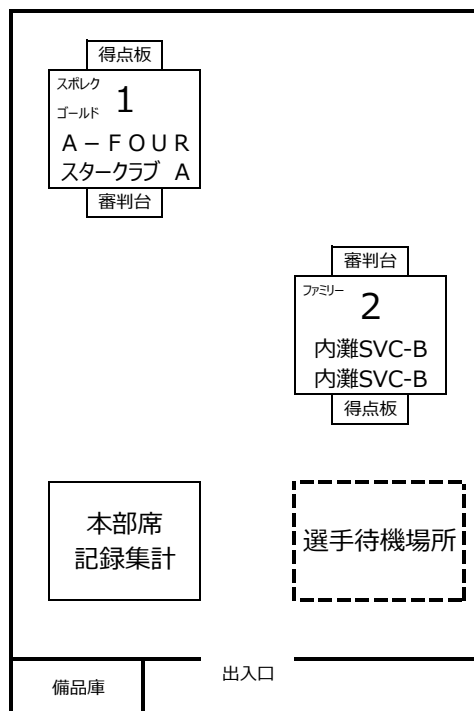 得点板
スポレク
ゴールド
1
A－FOUR
スタークラブ A
審判台
審判台
ファミリー
2
内灘SVC-B
内灘SVC-B
得点板
本部席
記録集計
選手待機場所
備品庫
出入口